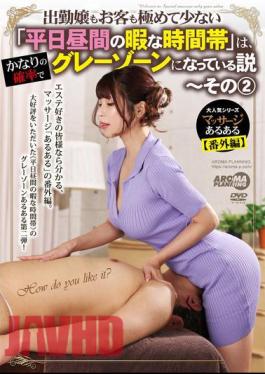 出勤嬢もお客も極めて少ない
「平日昼間の暇な時間帯」は、
かなりの確率で
グレーゾーンになっている説
~その②
大人気シリーズ
マッサージ
あるある
【番外編】
AROMA PLANNING
DVD
エステ好きの皆様なら分かる、
マッサージ「あるある」の番外編。
大好評をいただいた〈平日昼間の暇な時間帯〉の
グレーゾーンあるある第二弾!
How do you like it?
AROMA
PLANNING
JAVHD